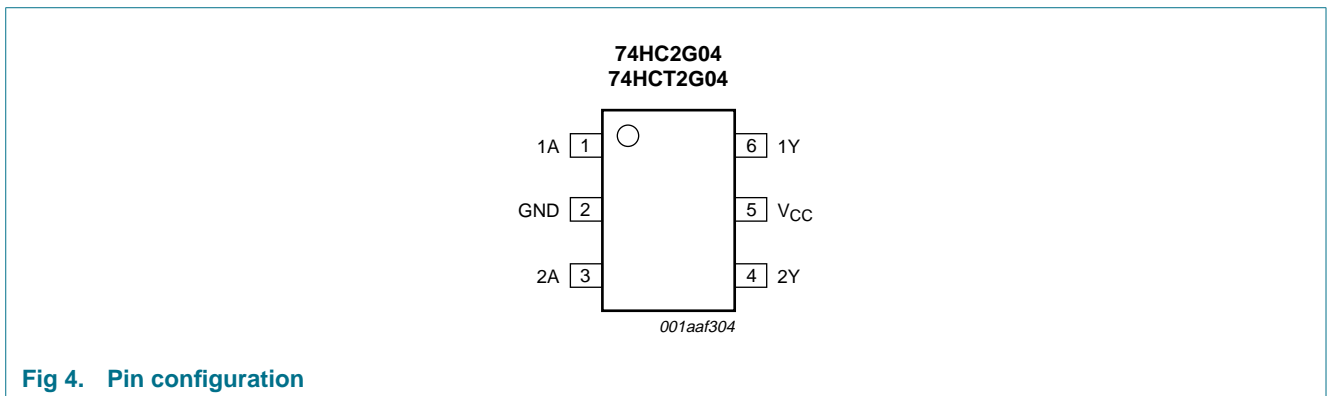 74HC2G04
74HCT2G04
1A 1 6 1Y
GND 2 5 VCC
2A 3 4 2Y
001aaf304
Fig 4. Pin configuration